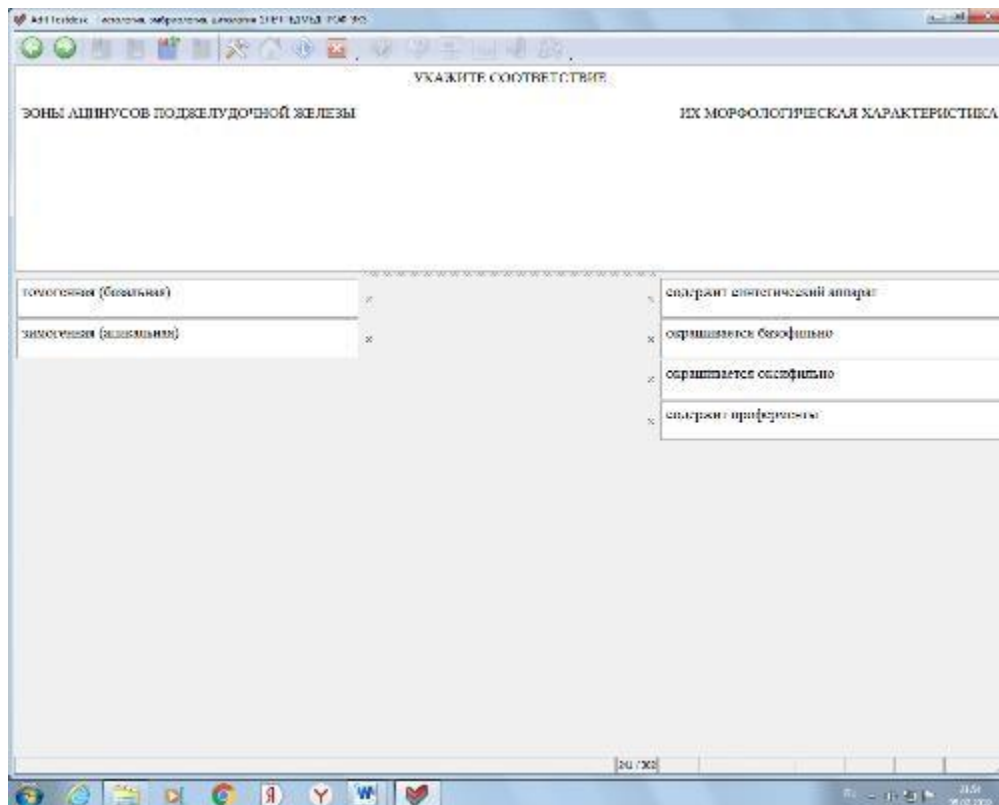 УКАЖИТЕ СООТВЕТСТВИЕ
ЗОНЫ АЦИНУСОВ ПОДЖЕЛУДОЧНОЙ ЖЕЛЕЗЫ
ИХ МОРФОЛОГИЧЕСКАЯ ХАРАКТЕРИСТИКА
гомогенная (базальная)
содержит синтетический аппарат
зимогенная (апикальная)
окрашивается базофильно
окрашивается оксифильно
содержит проферменты